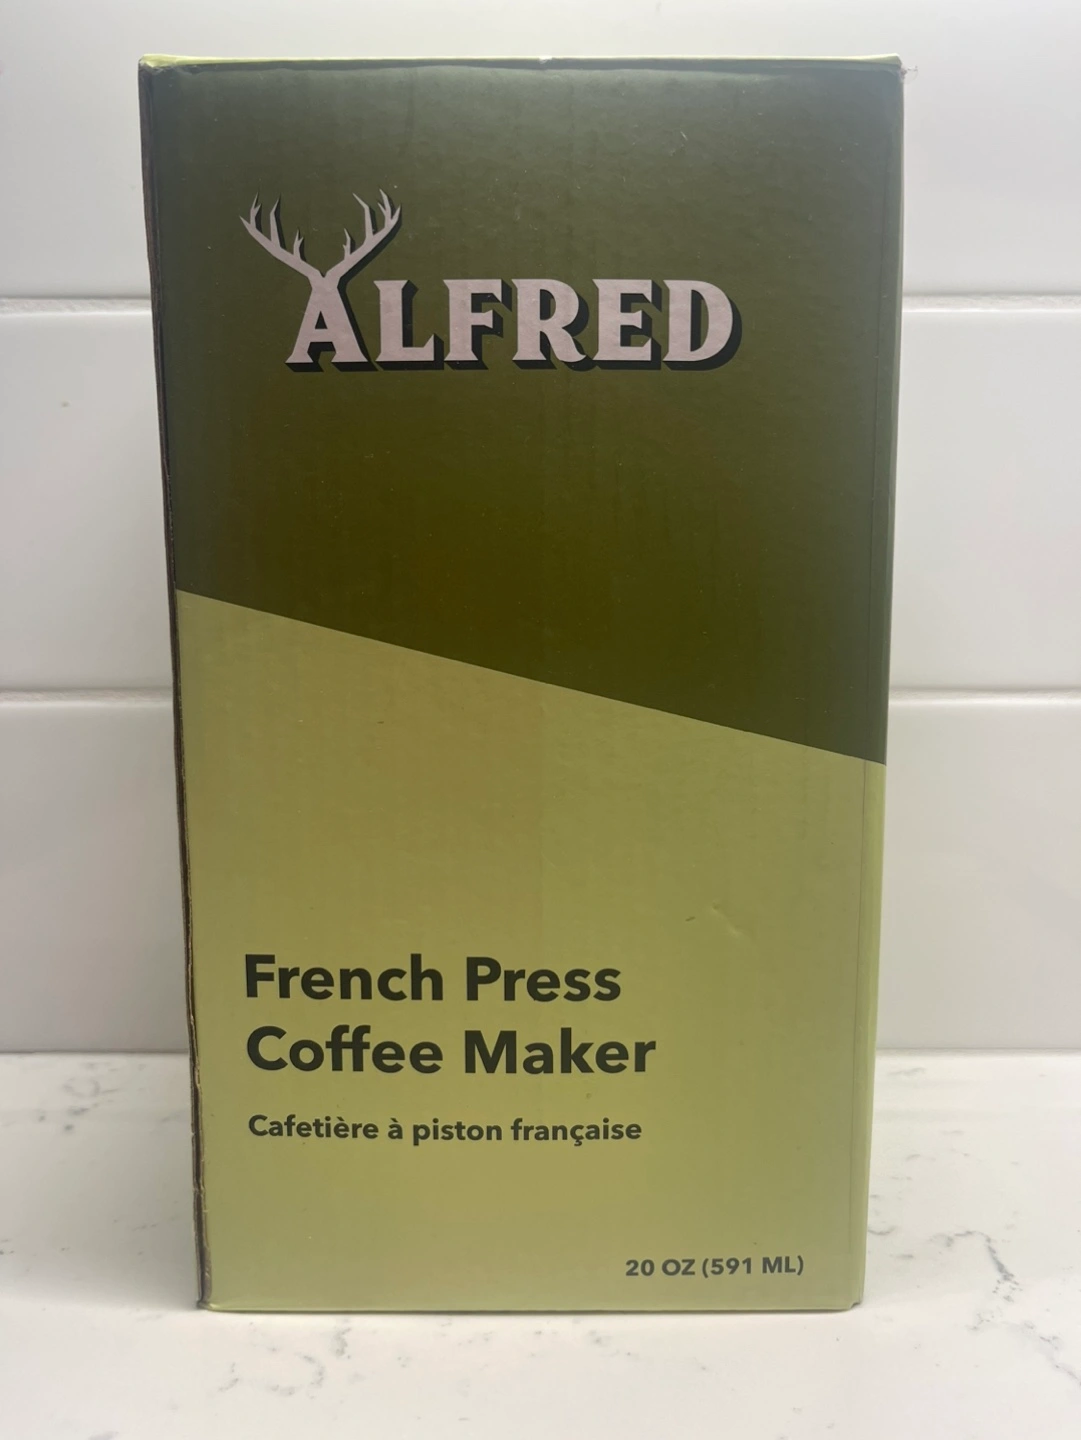 ALFRED
French Press
Coffee Maker
Cafetière à piston française
20 OZ (591 ML)